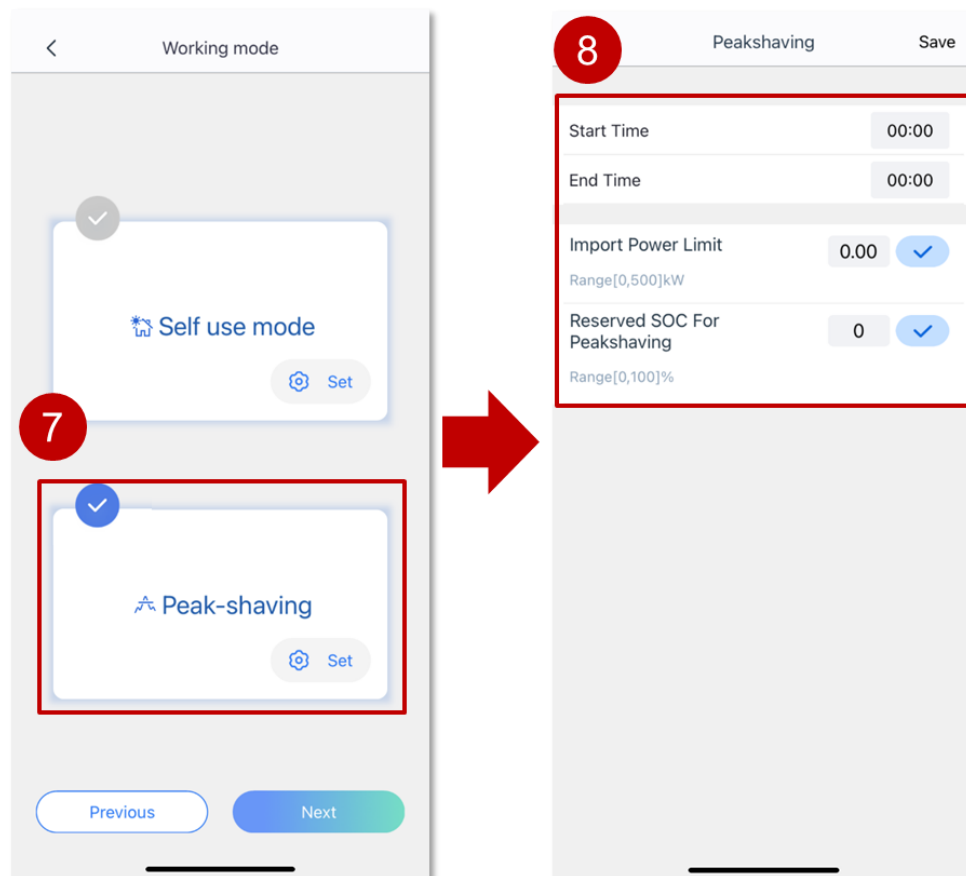 Working mode
Self use mode
Set
7
Peak-shaving
Set
Previous
Next
8
Peakshaving
Save
Start Time
00:00
End Time
00:00
Import Power Limit
0.00
Range[0,500]kW
Reserved SOC For
Peakshaving
0
Range[0,100]%